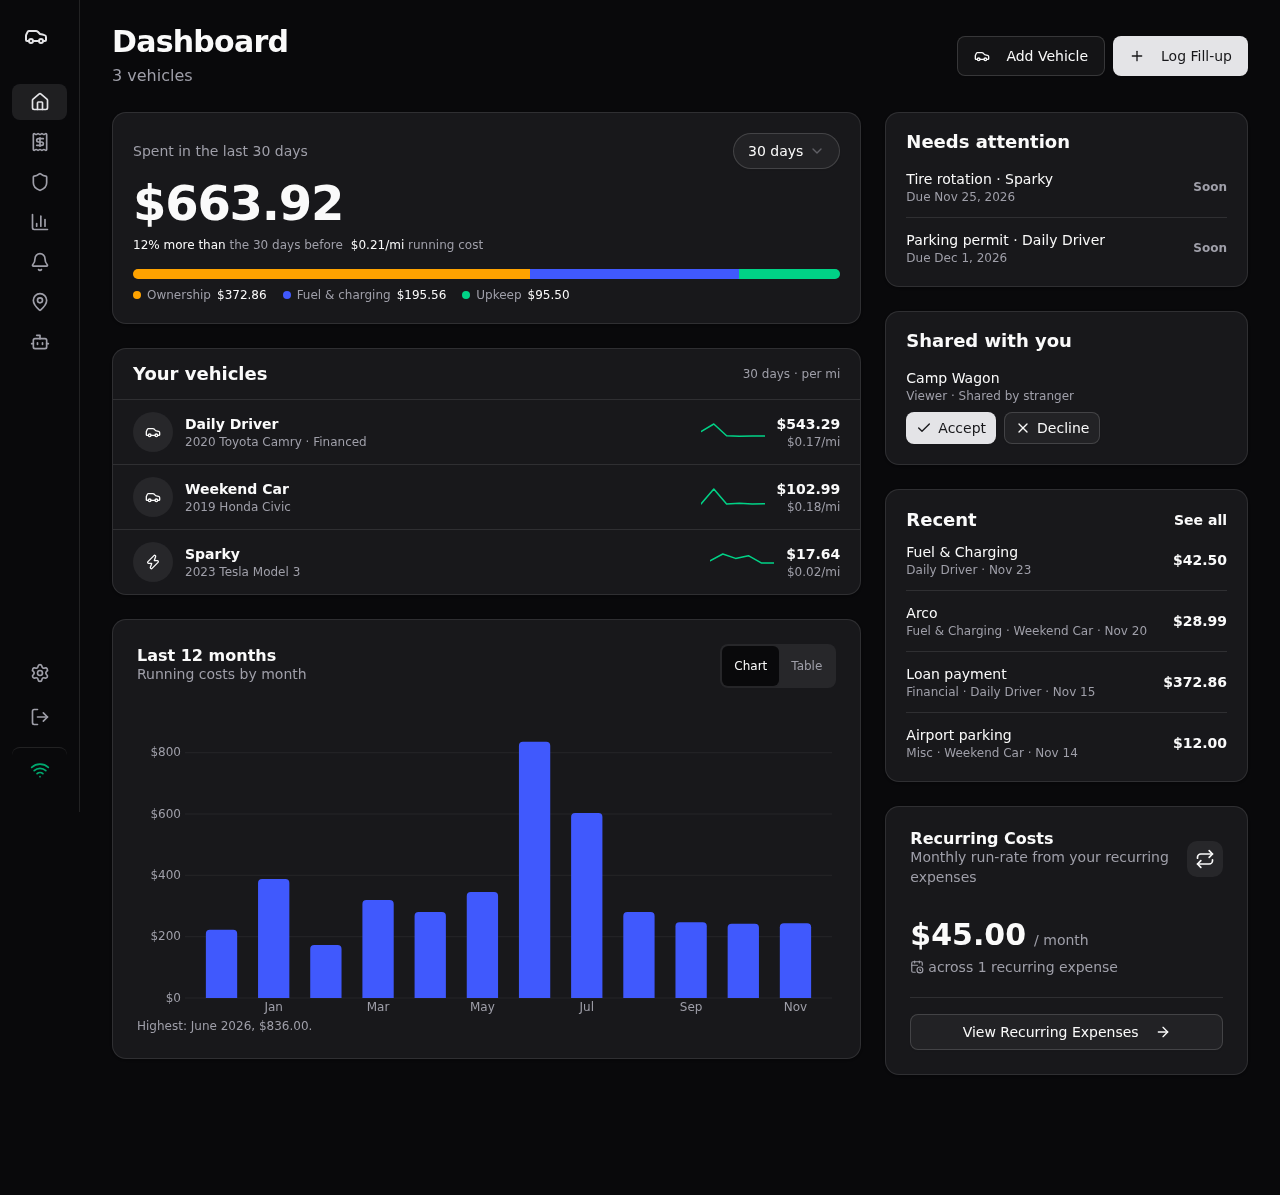 Dashboard
3 vehicles
Add Vehicle
Log Fill-up
Spent in the last 30 days
30 days
$663.92
12% more than the 30 days before $0.21/mi running cost
Ownership $372.86 Fuel & charging $195.56 Upkeep $95.50
Your vehicles
30 days · per mi
Daily Driver
2020 Toyota Camry · Financed
$543.29
$0.17/mi
Weekend Car
2019 Honda Civic
$102.99
$0.18/mi
Sparky
2023 Tesla Model 3
$17.64
$0.02/mi
Last 12 months
Running costs by month
Chart
Table
$800
$600
$400
$200
$0
Jan Mar May Jul Sep Nov
Highest: June 2026, $836.00.
Needs attention
Tire rotation · Sparky
Due Nov 25, 2026
Soon
Parking permit · Daily Driver
Due Dec 1, 2026
Soon
Shared with you
Camp Wagon
Viewer · Shared by stranger
Accept
Decline
Recent
See all
Fuel & Charging
Daily Driver · Nov 23
$42.50
Arco
Fuel & Charging · Weekend Car · Nov 20
$28.99
Loan payment
Financial · Daily Driver · Nov 15
$372.86
Airport parking
Misc · Weekend Car · Nov 14
$12.00
Recurring Costs
Monthly run-rate from your recurring
expenses
$45.00 / month
across 1 recurring expense
View Recurring Expenses